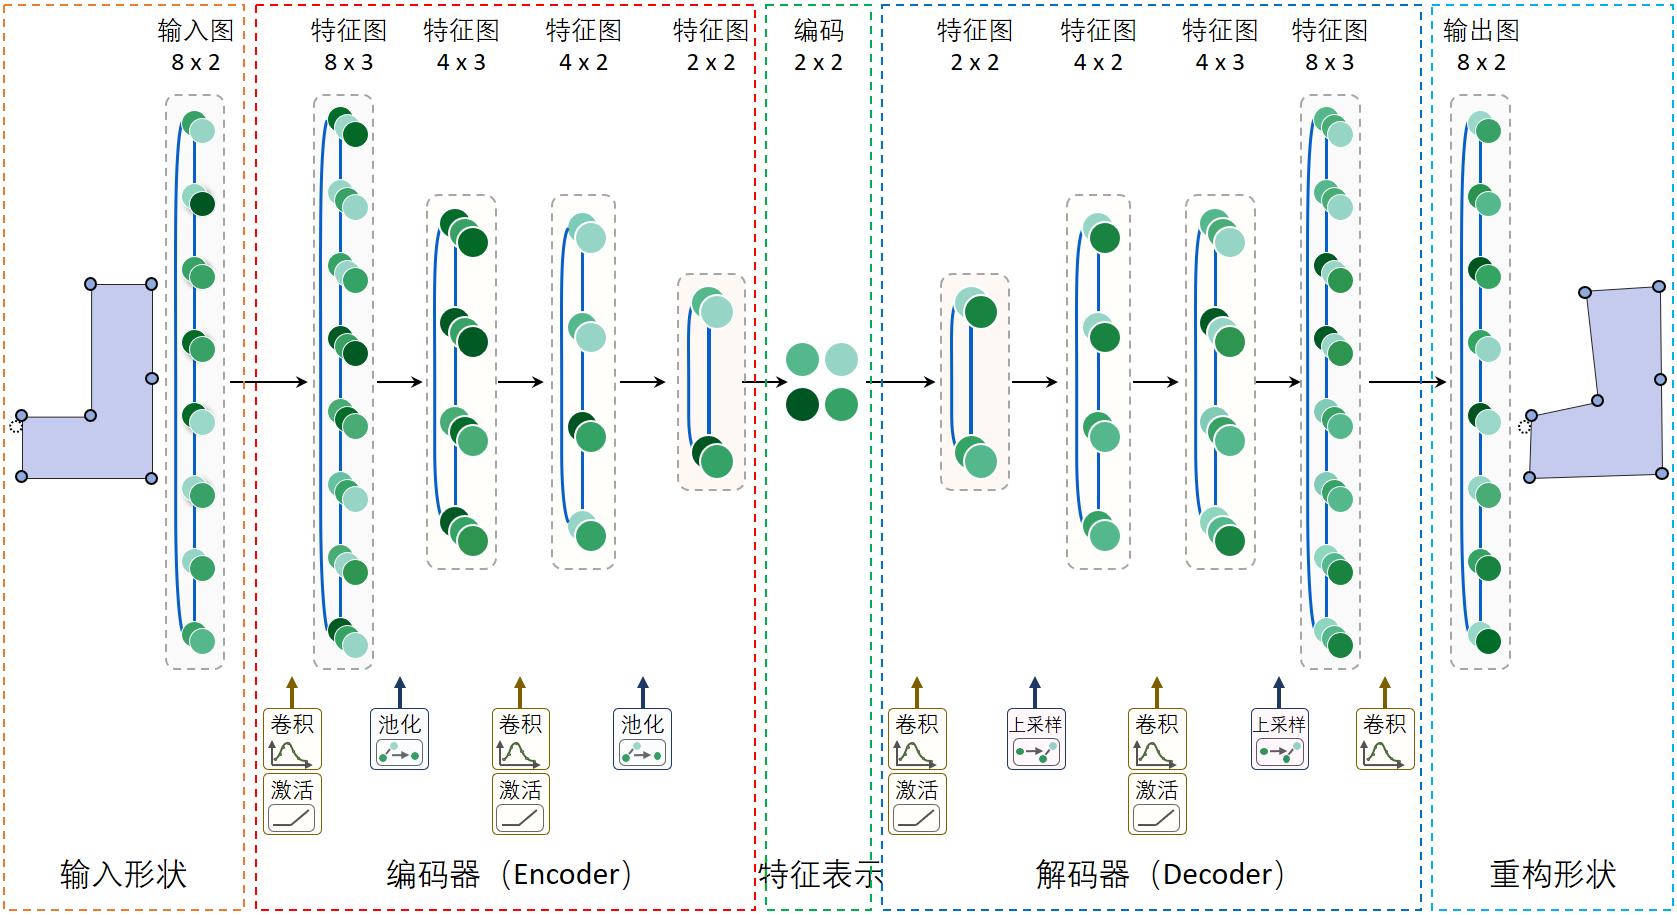 输入图
8 x 2
特征图
8 x 3
特征图
4 x 3
特征图
4 x 2
特征图
2 x 2
编码
2 x 2
特征图
2 x 2
特征图
4 x 2
特征图
4 x 3
特征图
8 x 3
输出图
8 x 2
卷积
激活
池化
卷积
激活
池化
卷积
激活
上采样
卷积
激活
上采样
卷积
输入形状
编码器（Encoder）
特征表示
解码器（Decoder）
重构形状